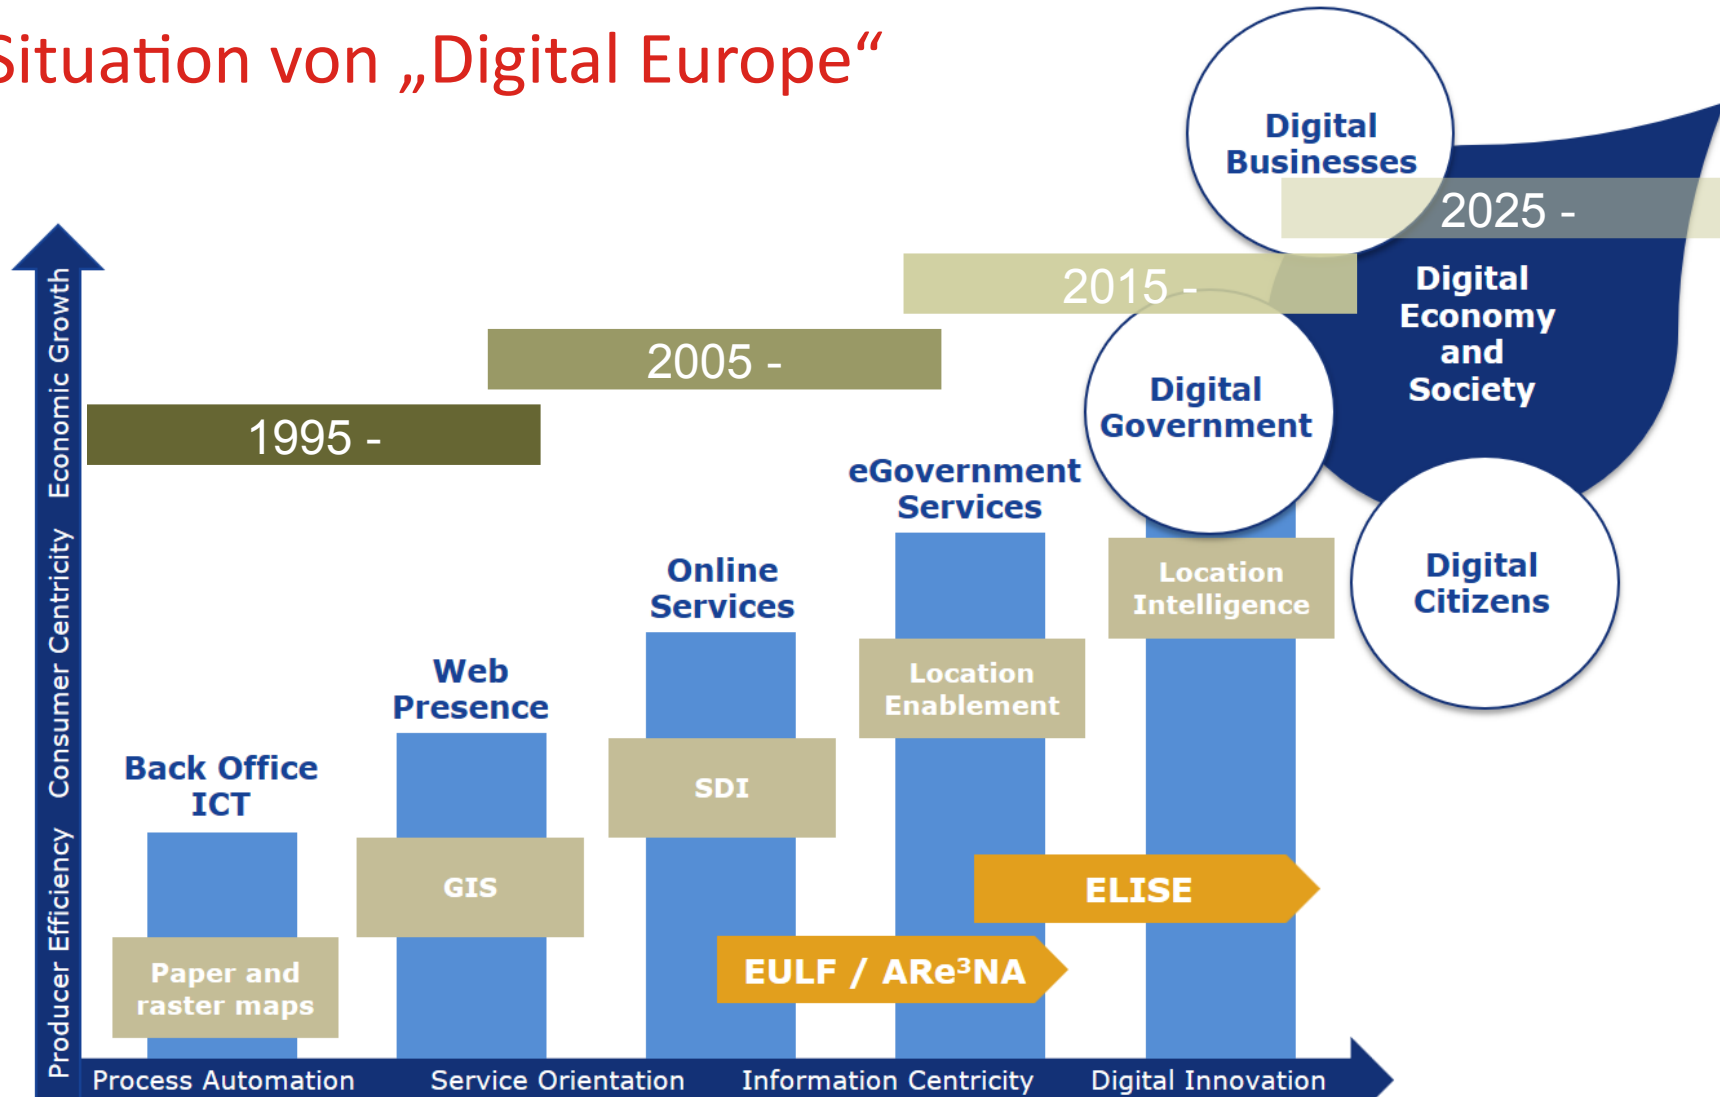 Situation von „Digital Europe“
Digital
Businesses
2025 -
2015 -
Digital
Economy
and
Society
2005 -
Digital
Government
1995 -
eGovernment
Services
Digital
Citizens
Online
Services
Location
Intelligence
Web
Presence
Location
Enablement
Back Office
ICT
SDI
GIS
ELISE
Paper and
raster maps
EULF / ARe³NA
Producer Efficiency Consumer Centricity Economic Growth
Process Automation Service Orientation Information Centricity Digital Innovation